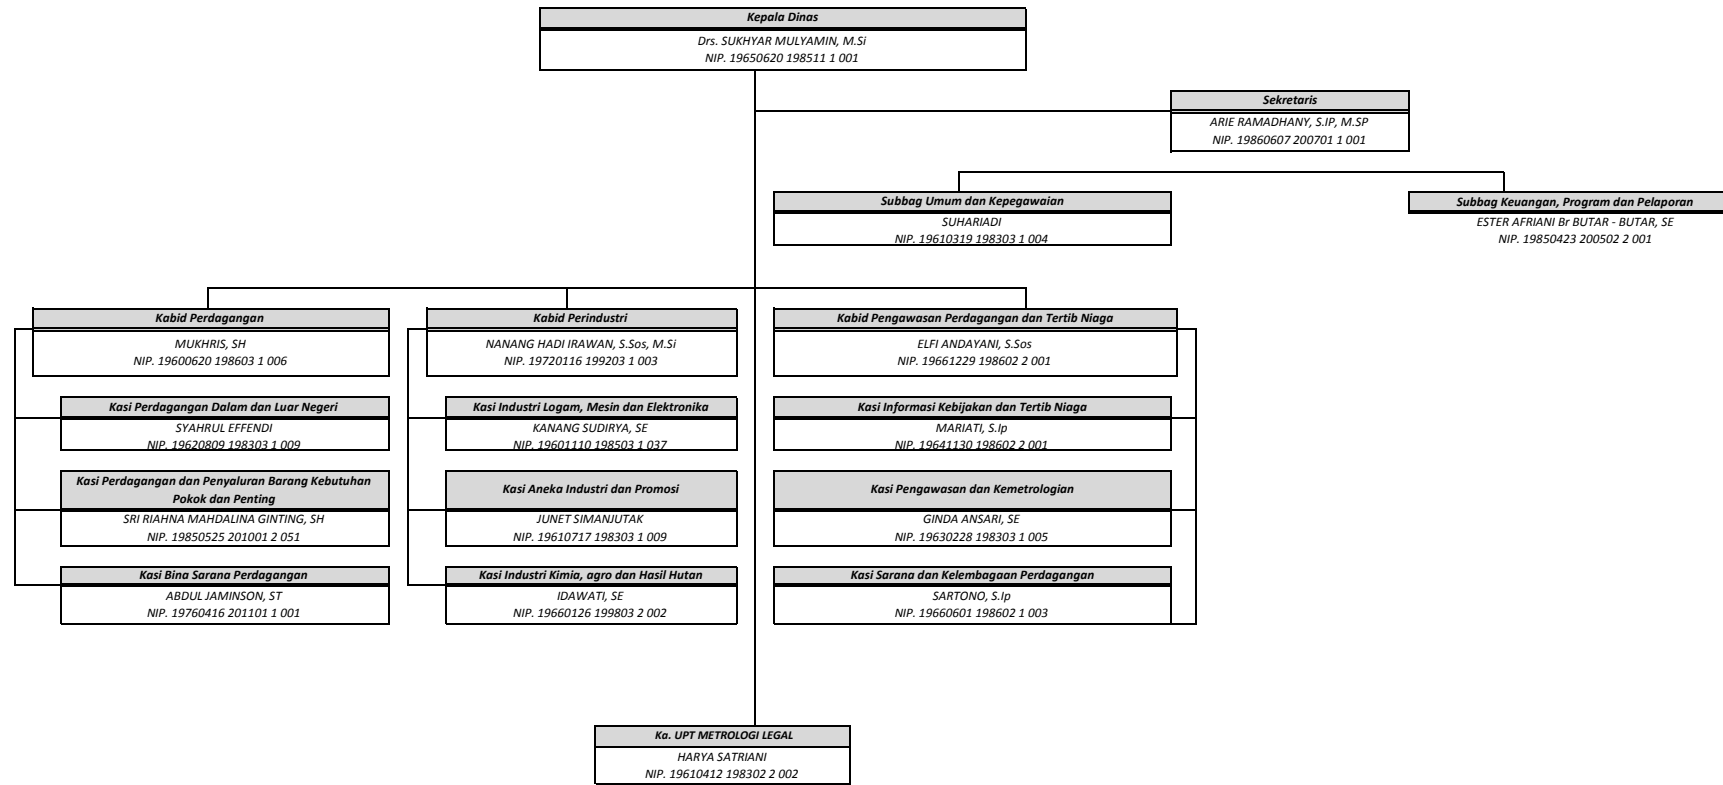 Kepala Dinas
Drs. SUKHYAR MULYAMIN, M.Si
NIP. 19650620 198511 1 001
Sekretaris
ARIE RAMADHANY, S.IP, M.SP
NIP. 19860607 200701 1 001
Subbag Umum dan Kepegawaian
SUHARIADI
NIP. 19610319 198303 1 004
Subbag Keuangan, Program dan Pelaporan
ESTER AFRIANI Br BUTAR - BUTAR, SE
NIP. 19850423 200502 2 001
Kabid Perdagangan
MUKHRIS, SH
NIP. 19600620 198603 1 006
Kasi Perdagangan Dalam dan Luar Negeri
SYAHRUL EFFENDI
NIP. 19620809 198303 1 009
Kasi Perdagangan dan Penyaluran Barang Kebutuhan
Pokok dan Penting
SRI RIAHNA MAHDALINA GINTING, SH
NIP. 19850525 201001 2 051
Kasi Bina Sarana Perdagangan
ABDUL JAMINSON, ST
NIP. 19760416 201101 1 001
Kabid Perindustri
NANANG HADI IRAWAN, S.Sos, M.Si
NIP. 19720116 199203 1 003
Kasi Industri Logam, Mesin dan Elektronika
KANANG SUDIRYA, SE
NIP. 19601110 198503 1 037
Kasi Aneka Industri dan Promosi
JUNET SIMANJUTAK
NIP. 19610717 198303 1 009
Kasi Industri Kimia, agro dan Hasil Hutan
IDAWATI, SE
NIP. 19660126 199803 2 002
Kabid Pengawasan Perdagangan dan Tertib Niaga
ELFI ANDAYANI, S.Sos
NIP. 19661229 198602 2 001
Kasi Informasi Kebijakan dan Tertib Niaga
MARIATI, S.Ip
NIP. 19641130 198602 2 001
Kasi Pengawasan dan Kemetrologian
GINDA ANSARI, SE
NIP. 19630228 198303 1 005
Kasi Sarana dan Kelembagaan Perdagangan
SARTONO, S.Ip
NIP. 19660601 198602 1 003
Ka. UPT METROLOGI LEGAL
HARYA SATRIANI
NIP. 19610412 198302 2 002